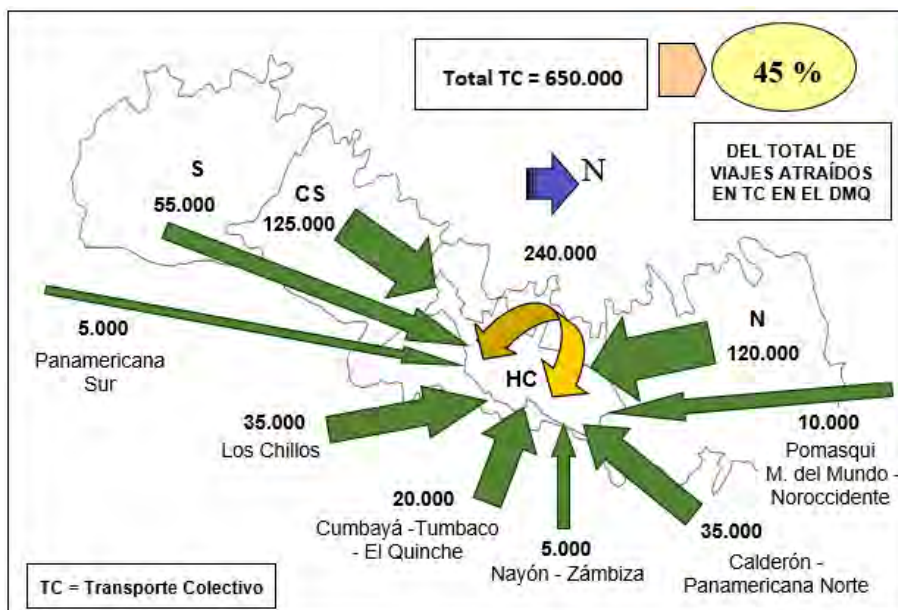 Total TC = 650.000
45 %
DEL TOTAL DE
VIAJES ATRAÍDOS
EN TC EN EL DMQ
N
S
55.000
CS
125.000
240.000
N
120.000
HC
5.000
Panamericana
Sur
35.000
Los Chillos
20.000
Cumbayá -Tumbaco
- El Quinche
5.000
Nayón - Zámbiza
35.000
Calderón -
Panamericana Norte
10.000
Pomasqui
M. del Mundo -
Noroccidente
TC = Transporte Colectivo